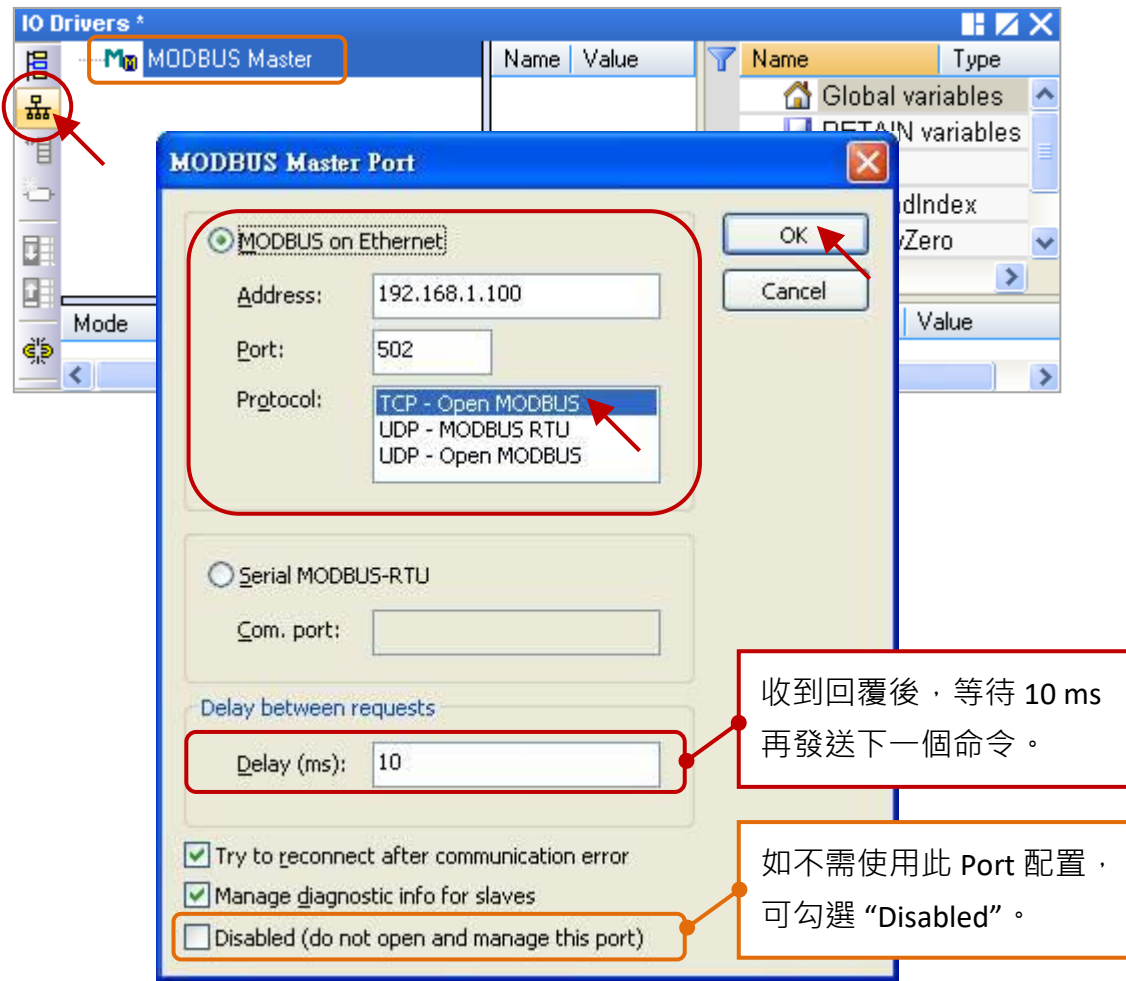 IO Drivers *
MODBUS Master
Name Value
Name Type
Global variables
RETAIN variables
MODBUS Master Port
MODBUS on Ethernet
OK
Address: 192.168.1.100
Cancel
Port: 502
Mode
Value
Protocol: TCP - Open MODBUS
UDP - MODBUS RTU
UDP - Open MODBUS
Serial MODBUS-RTU
Com. port:
Delay between requests
Delay (ms): 10
收到回覆後，等待 10 ms
再發送下一個命令。
Try to reconnect after communication error
Manage diagnostic info for slaves
Disabled (do not open and manage this port)
如不需使用此 Port 配置，
可勾選 “Disabled”。